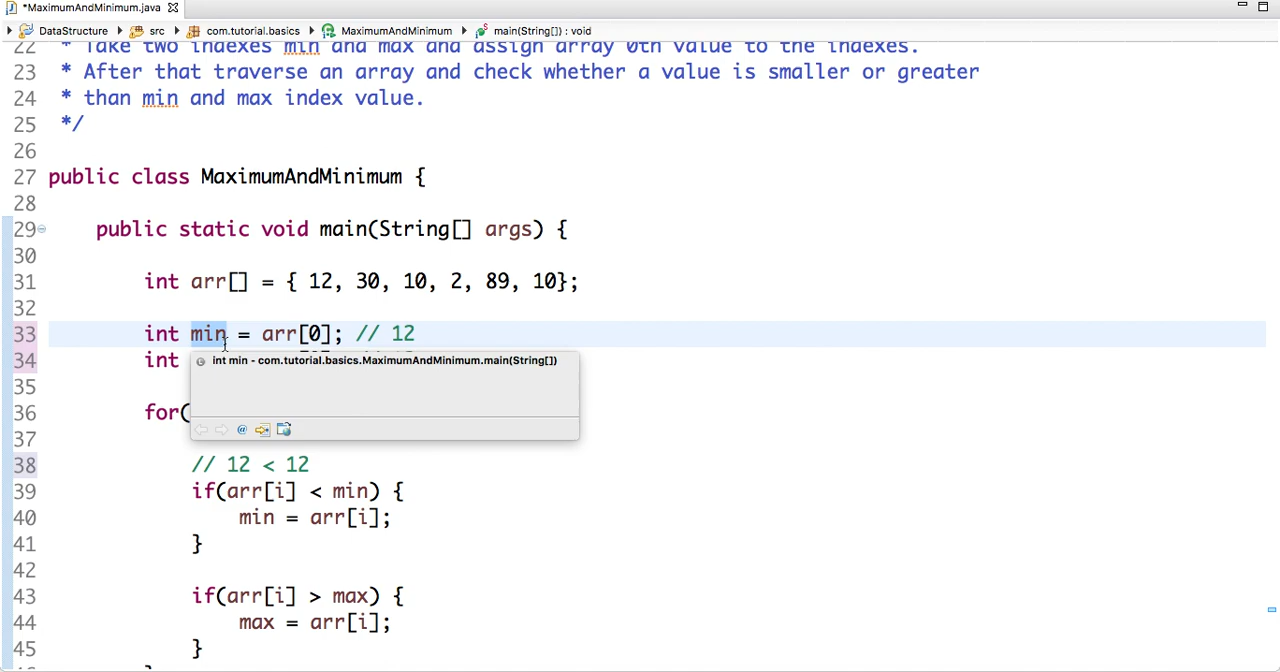 *MaximumAndMinimum.java
DataStructure src com.tutorial.basics MaximumAndMinimum main(String[]) : void
22 * Take two indexes min and max and assign array 0th value to the indexes.
23 * After that traverse an array and check whether a value is smaller or greater
24 * than min and max index value.
25 */
26
27 public class MaximumAndMinimum {
28
29 public static void main(String[] args) {
30
31 int arr[] = { 12, 30, 10, 2, 89, 10};
32
33 int min = arr[0]; // 12
34 int
int min - com.tutorial.basics.MaximumAndMinimum.main(String[])
35
36 for(
37
38 // 12 < 12
39 if(arr[i] < min) {
40 min = arr[i];
41 }
42
43 if(arr[i] > max) {
44 max = arr[i];
45 }